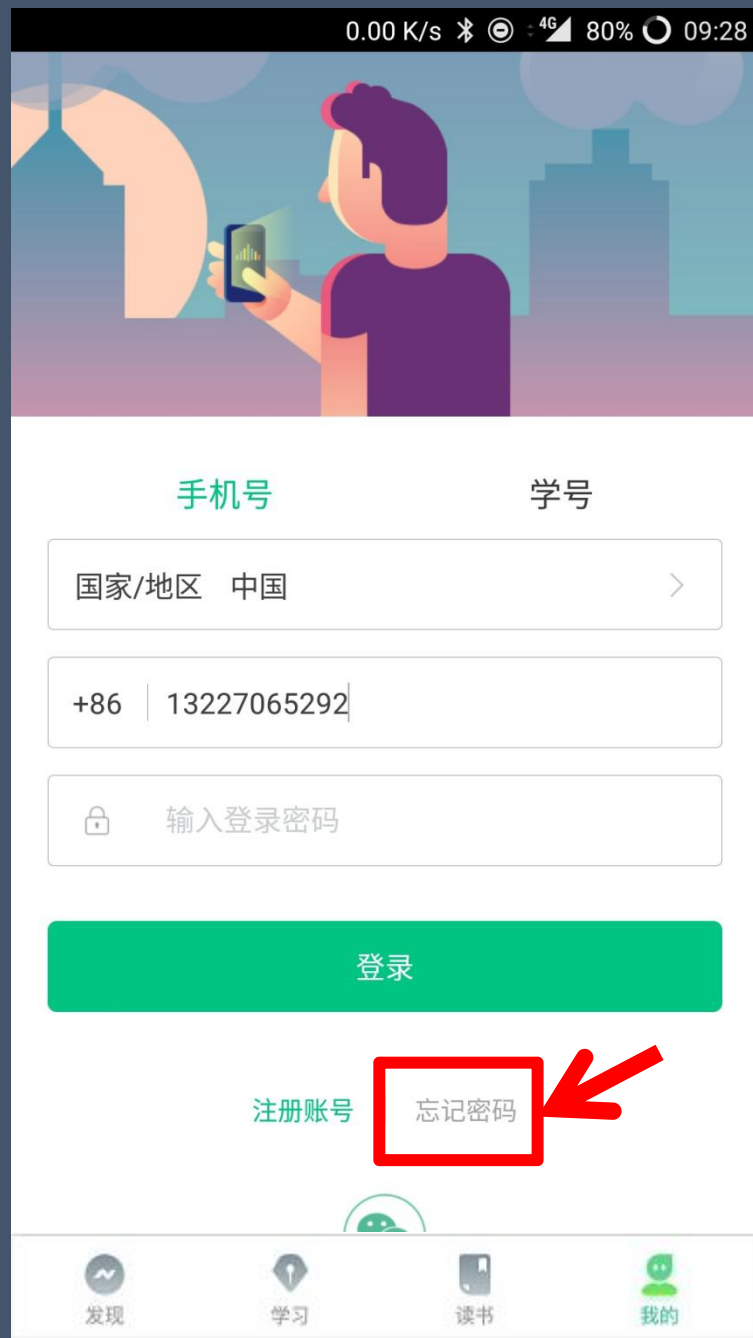 0.00 K/s 4G 80% 09:28
手机号 学号
国家/地区 中国
+86 13227065292
输入登录密码
登录
注册账号 忘记密码
发现 学习 读书 我的